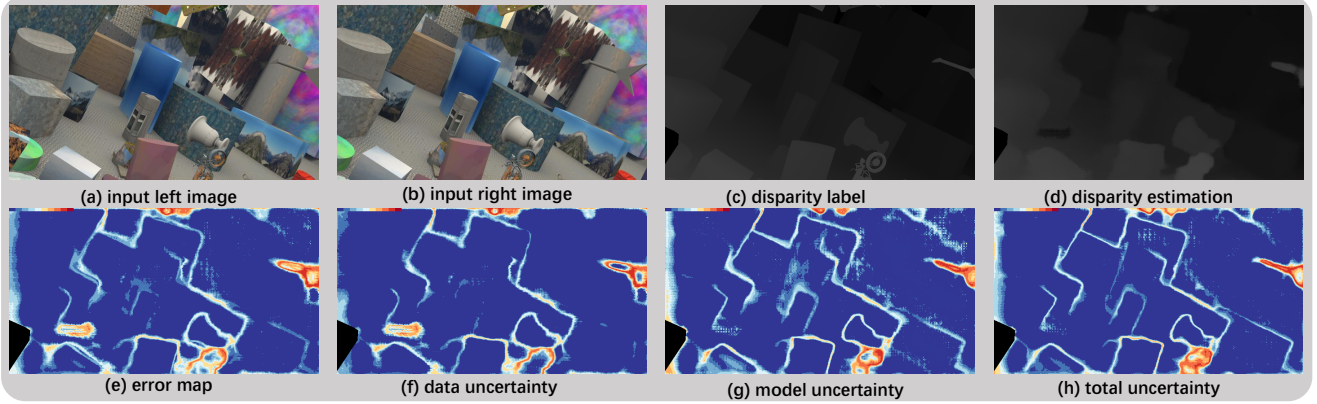 (a) input left image
(b) input right image
(c) disparity label
(d) disparity estimation
(e) error map
(f) data uncertainty
(g) model uncertainty
(h) total uncertainty